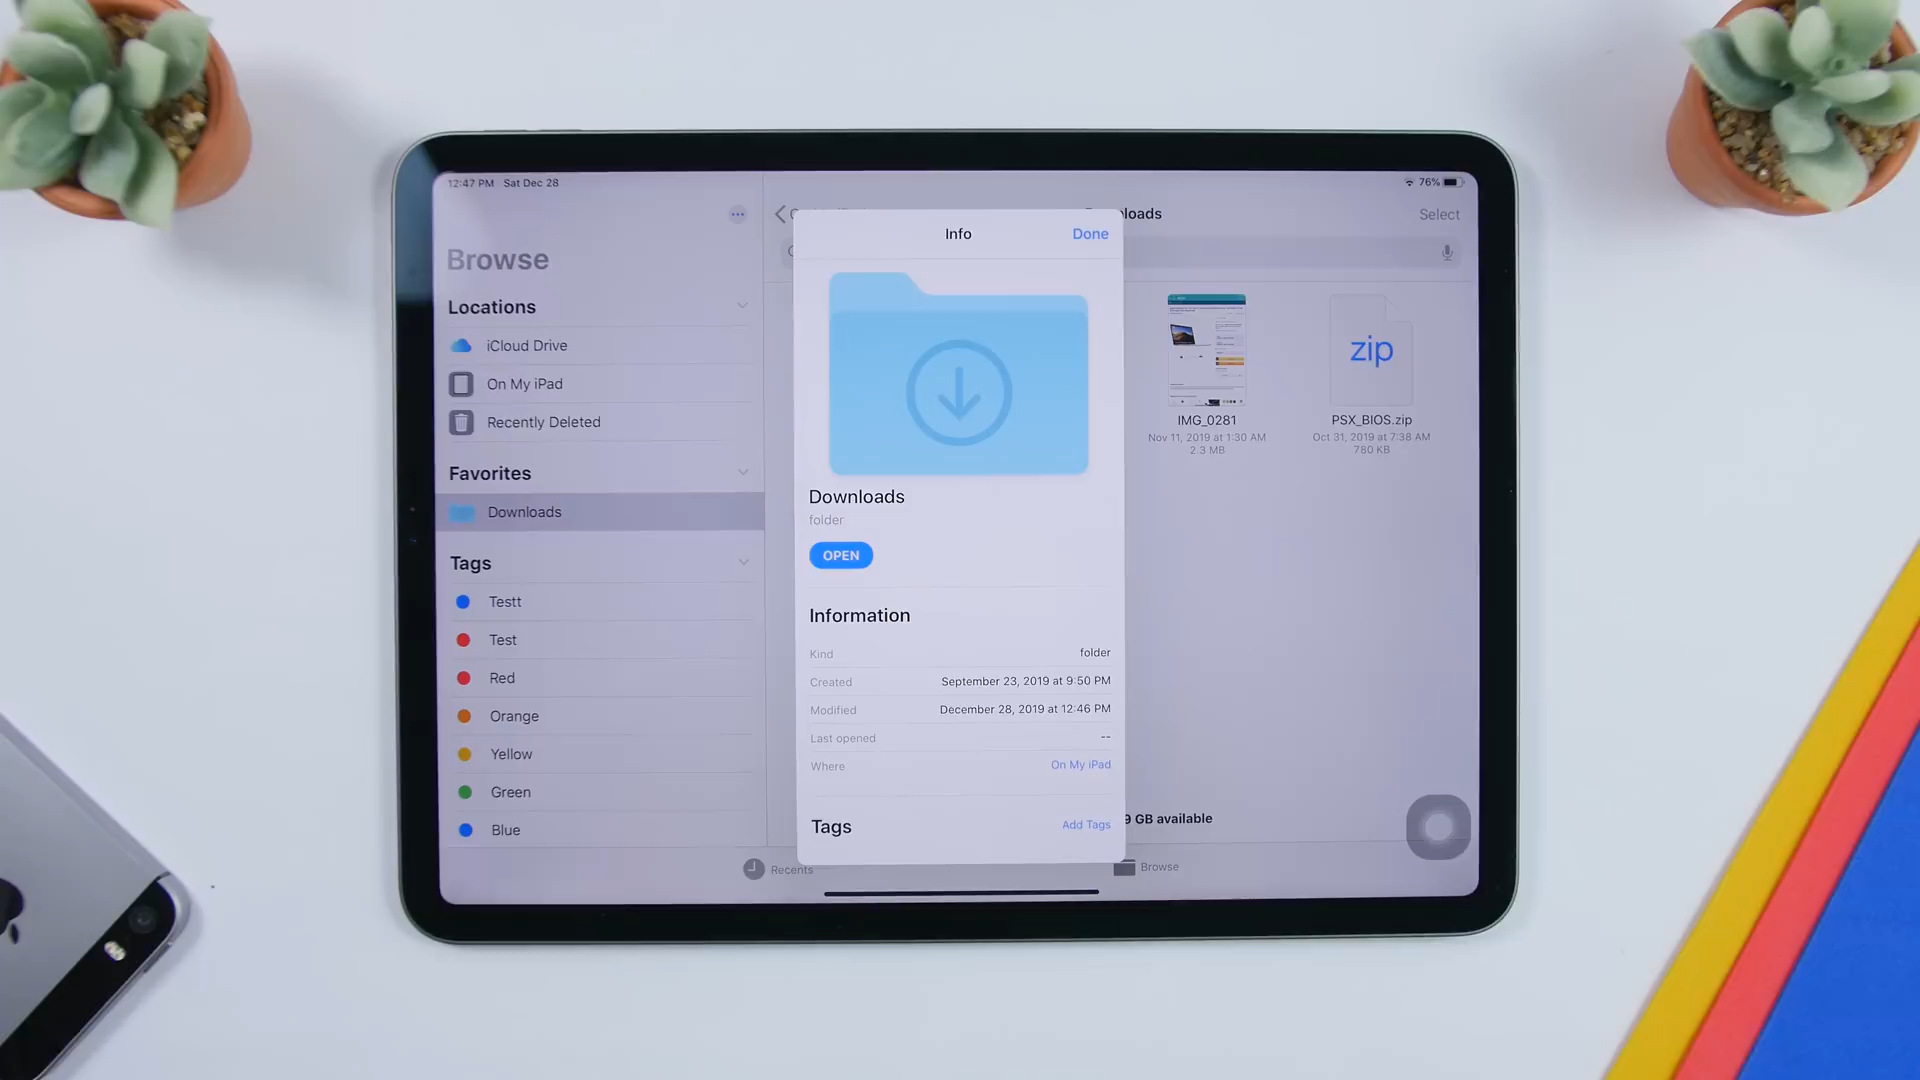 12:47 PM Sat Dec 28
76%
Browse
Locations
iCloud Drive
On My iPad
Recently Deleted
Favorites
Downloads
Tags
Testt
Test
Red
Orange
Yellow
Green
Blue
loads
Select
Info
Done
Downloads
folder
OPEN
Information
Kind folder
Created September 23, 2019 at 9:50 PM
Modified December 28, 2019 at 12:46 PM
Last opened --
Where On My iPad
Tags Add Tags
IMG_0281
Nov 11, 2019 at 1:30 AM
2.3 MB
zip
PSX_BIOS.zip
Oct 31, 2019 at 7:38 AM
780 KB
9 GB available
Recents
Browse